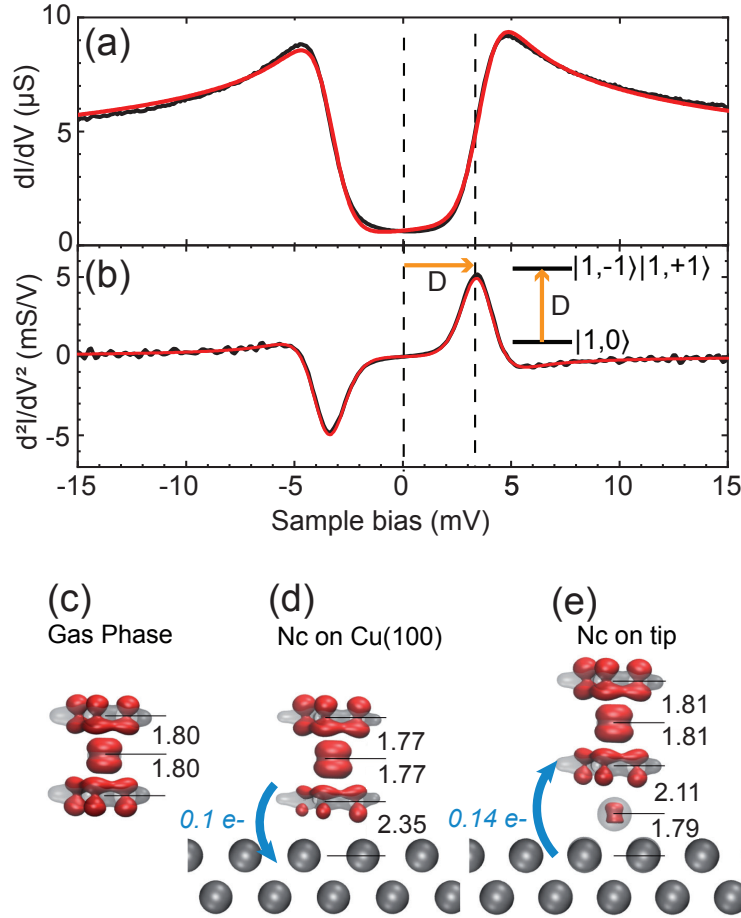 (a)
10
5
0
dI/dV (µS)
(b)
5
0
-5
d²I/dV² (mS/V)
D
|1,-1⟩|1,+1⟩
D
|1,0⟩
-15 -10 -5 0 5 10 15
Sample bias (mV)
(c)
Gas Phase
1.80
1.80
(d)
Nc on Cu(100)
1.77
1.77
2.35
0.1 e-
(e)
Nc on tip
1.81
1.81
2.11
1.79
0.14 e-